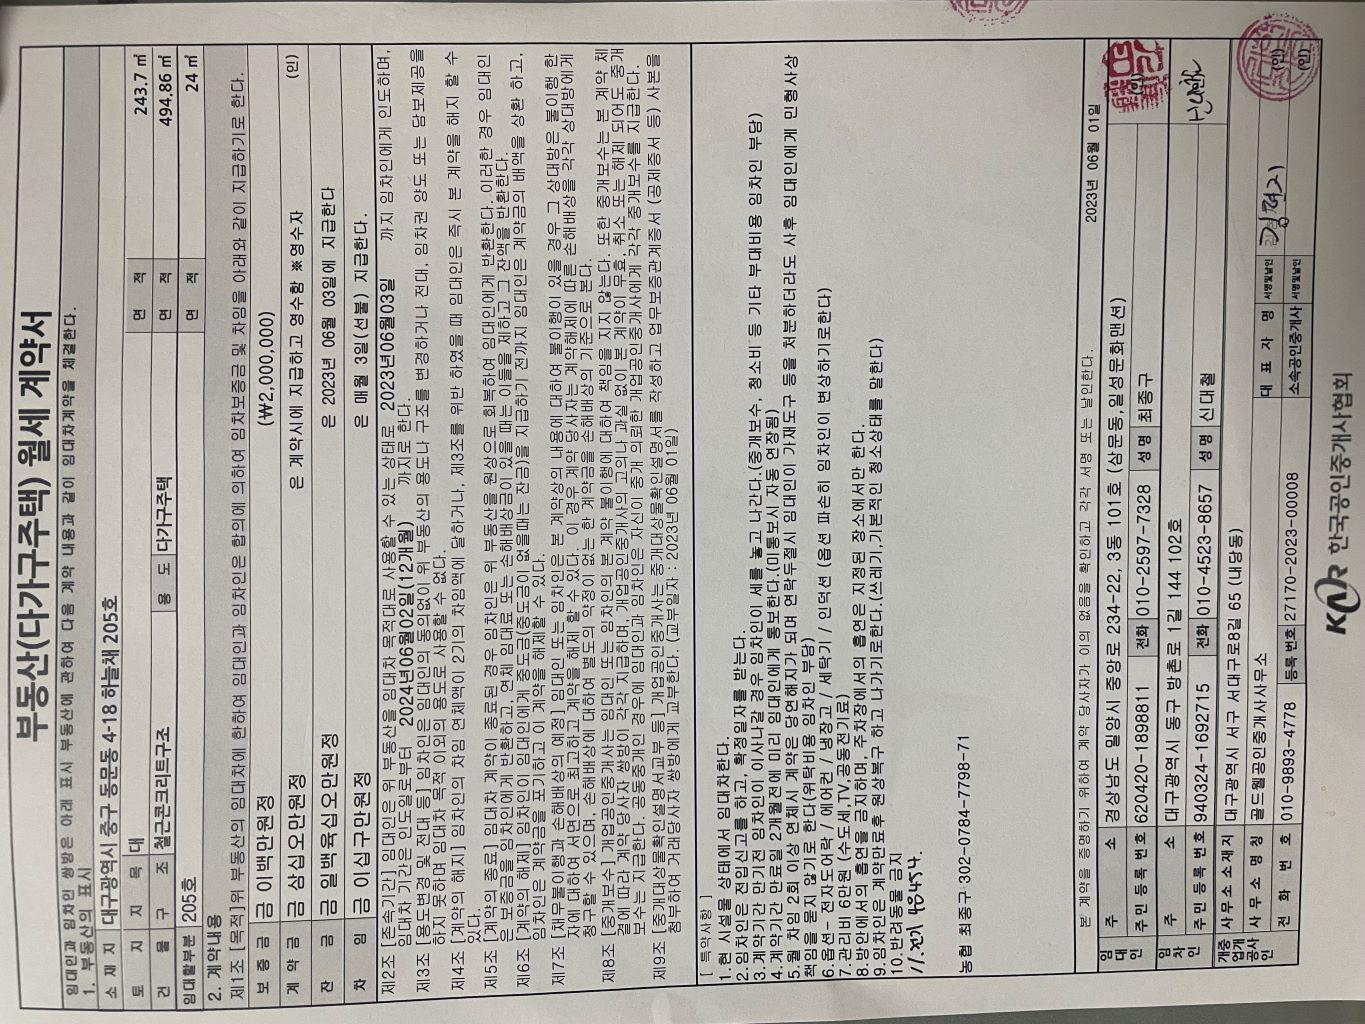 부동산(다가구주택) 월세 계약서
임대인과 임차인 쌍방은 아래 표시 부동산에 관하여 다음 계약 내용과 같이 임대차계약을 체결한다.
1. 부동산의 표시
소 재 지 대구광역시 중구 동문동 4-18 하늘채 205호
토 지 지 목 대 면 적 243.7 ㎡
건 물 구 조 철근콘크리트구조 용 도 다가구주택 면 적 494.86 ㎡
임대할부분 205호 면 적 24 ㎡
2. 계약내용
제1조 [목적]위 부동산의 임대차에 한하여 임대인과 임차인은 합의에 의하여 임차보증금 및 차임을 아래와 같이 지급하기로 한다.
보 증 금 금 이백만원정 (₩2,000,000)
계 약 금 금 삼십오만원정 은 계약시에 지급하고 영수함 ※영수자 (인)
잔 금 금 일백육십오만원정 은 2023년 06월 03일에 지급한다
차 임 금 이십구만원정 은 매월 3일(선불) 지급한다.
제2조 [존속기간] 임대인은 위 부동산을 임대차 목적대로 사용할 수 있는 상태로 2023년06월03일 까지 임차인에게 인도하며,
임대차 기간은 인도일로부터 2024년06월02일(12개월) 까지로 한다.
제3조 [용도변경 및 전대 등] 임차인은 임대인의 동의없이 위 부동산의 용도나 구조를 변경하거나 전대, 임차권 양도 또는 담보제공을
하지 못하며 임대차 목적 이외의 용도로 사용할 수 없다.
제4조 [계약의 해지] 임차인의 차임 연체액이 2기의 차임액에 달하거나, 제3조를 위반 하였을 때 임대인은 즉시 본 계약을 해지 할 수
있다.
제5조 [계약의 종료] 임대차 계약이 종료된 경우 임차인은 위 부동산을 원상으로 회복하여 임대인에게 반환한다. 이러한 경우 임대인
은 보증금을 임차인에게 반환하고, 연체 임대료 또는 손해배상금이 있을 때는 이들을 제하고 그 잔액을 반환한다.
제6조 [계약의 해제] 임차인이 임대인에게 중도금(중도금이 없을때는 잔금)을 지급하기 전까지 임대인은 계약금의 배액을 상환 하고,
임차인은 계약금을 포기하고 이 계약을 해제할 수 있다.
제7조 [채무불이행과 손해배상의 예정] 임대인 또는 임차인은 본 계약상의 내용에 대하여 불이행이 있을 경우 그 상대방은 불이행 한
자에 대하여 서면으로 최고하고 계약을 해제 할 수 있다. 이 경우 계약 당사자는 계약해제에 따른 손해배상을 각각 상대방에게
청구할 수 있으며, 손해배상에 대하여 별도의 약정이 없는 한 계약금을 손해배상의 기준으로 본다.
제8조 [중개보수] 개업공인중개사는 임대인 또는 임차인의 본 계약 불이행에 대하여 책임을 지지 않는다. 또한 중개보수는 본 계약 체
결에 따라 계약 당사자 쌍방이 각각 지급하며, 개업공인중개사의 고의나 과실 없이 본 계약이 무효, 취소 또는 해제 되어도 중개
보수는 지급한다. 공동중개인 경우에 임대인과 임차인은 자신이 중개 의뢰한 개업공인중개사에게 각각 중개보수를 지급한다.
제9조 [중개대상물확인설명서교부 등] 개업공인중개사는 중개대상물확인설명서를 작성하고 업무보증관계증서 (공제증서 등) 사본을
첨부하여 거래당사자 쌍방에게 교부한다. (교부일자 : 2023년 06월 01일)
[ 특약사항 ]
1.현 시설물 상태에서 임대차한다.
2.임차인은 전입신고를 하고, 확정일자를 받는다.
3.계약기간 만기전 임차인이 이사나갈 경우 임차인이 세를 놓고 나간다.(중개보수, 청소비 등 기타 부대비용 임차인 부담)
4.계약기간 만료일 2개월전에 미리 임대인에게 통보한다.(미통보시 자동 연장됨)
5.월 차임 2회 이상 연체시 계약은 당연해지가 되며 연락두절시 임대인이 가재도구 등을 처분하더라도 사후 임대인에게 민형사상
책임을 묻지 않기로 한다(위탁비용 임차인 부담)
6.옵션- 전자도어락 / 에어컨 / 냉장고 / 세탁기 / 인덕션 (옵션 파손히 임차인이 변상하기로한다)
7.관리비 6만원 (수도세,TV,공동전기료)
8.방안에서의 흡연을 금지하며, 주차장에서의 흡연은 지정된 장소에서만 한다.
9.임차인은 계약만료후 원상복구 하고 나가기로한다.(쓰레기,기본적인 청소상태를 말한다)
10.반려동물 금지
11.전기 48454.
농협 최종구 302-0784-7798-71
본 계약을 증명하기 위하여 계약 당사자가 이의 없음을 확인하고 각각 서명 또는 날인한다. 2023년 06월 01일
임대인 주 소 경상남도 밀양시 중앙로 234-22, 3동 101호 (삼문동,일성문화맨션)
주민 등록 번호 620420-1898811 전화 010-2597-7328 성 명 최종구 (인)
임차인 주 소 대구광역시 동구 방촌로 1길 144 102호
주민 등록 번호 940324-1692715 전화 010-4523-8657 성 명 신대철 신대철
개업공인중개사 사무소 소재지 대구광역시 서구 서대구로8길 65 (내당동)
사 무 소 명 칭 골드웰공인중개사사무소 대 표 자 명 서명및날인 (인)
전 화 번 호 010-9893-4778 등록 번호 27170-2023-00008 소속공인중개사 서명및날인 (인)
KAR 한국공인중개사협회